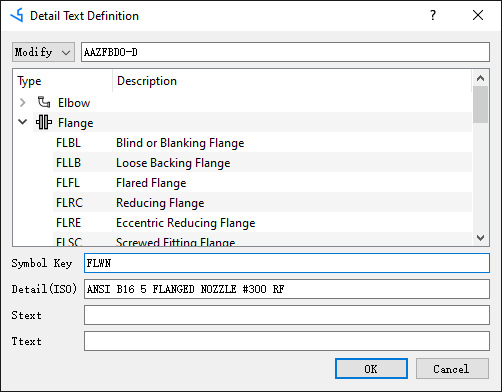 Detail Text Definition
Modify AAZFBDO-D
Type Description
Elbow
Flange
FLBL Blind or Blanking Flange
FLLB Loose Backing Flange
FLFL Flared Flange
FLRC Reducing Flange
FLRE Eccentric Reducing Flange
FLSC Screwed Fitting Flange
Symbol Key FLWN
Detail(ISO) ANSI B16 5 FLANGED NOZZLE #300 RF
Stext
Ttext
OK Cancel